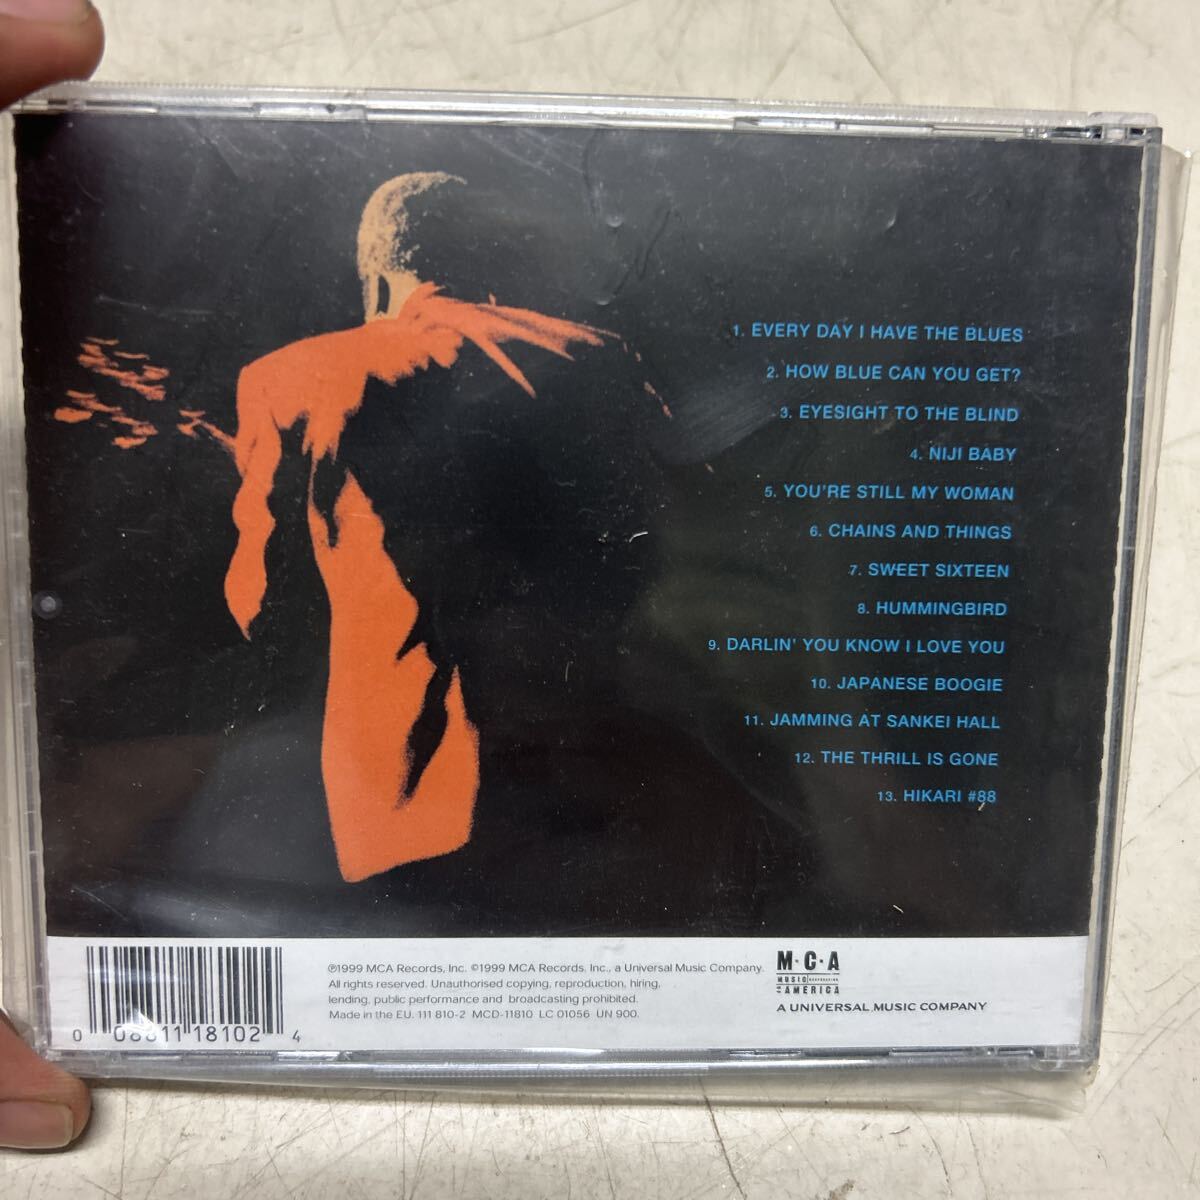 1. EVERY DAY I HAVE THE BLUES
2. HOW BLUE CAN YOU GET?
3. EYESIGHT TO THE BLIND
4. NIJI BABY
5. YOU'RE STILL MY WOMAN
6. CHAINS AND THINGS
7. SWEET SIXTEEN
8. HUMMINGBIRD
9. DARLIN' YOU KNOW I LOVE YOU
10. JAPANESE BOOGIE
11. JAMMING AT SANKEI HALL
12. THE THRILL IS GONE
13. HIKARI #88
0 08811 18102 4
℗1999 MCA Records, Inc. ©1999 MCA Records. Inc., a Universal Music Company.
All rights reserved. Unauthorised copying, reproduction, hiring,
lending, public performance and broadcasting prohibited.
Made in the EU. 111 810-2 MCD-11810 LC 01056 UN 900.
M·C·A
MUSIC CORPORATION
OF AMERICA
A UNIVERSAL MUSIC COMPANY